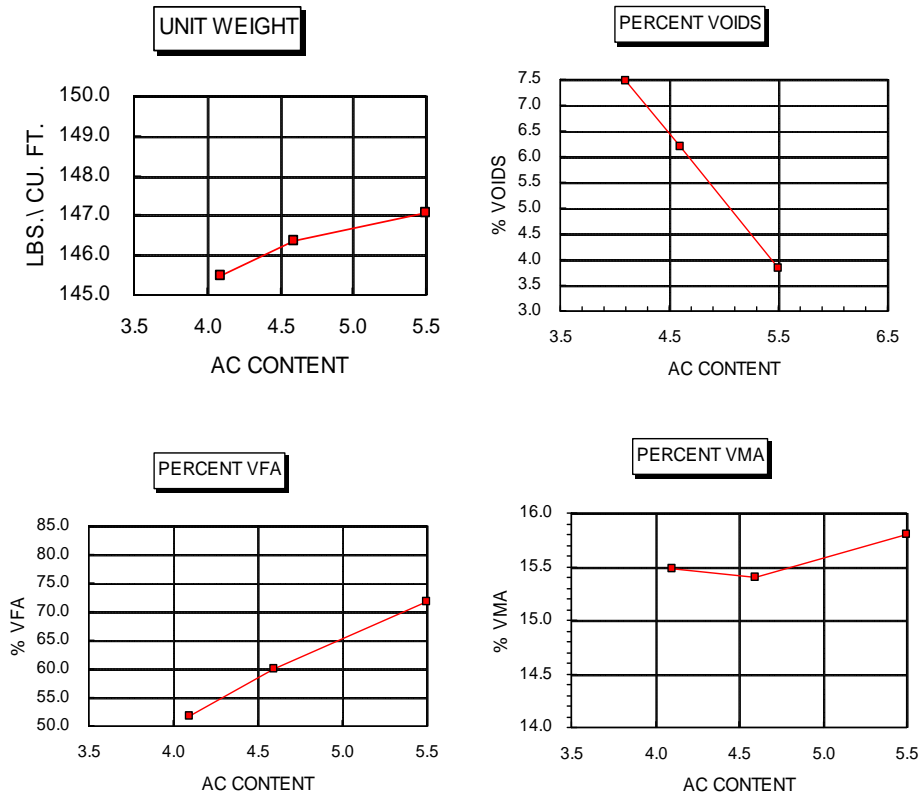 UNIT WEIGHT
LBS.\ CU. FT.
150.0
149.0
148.0
147.0
146.0
145.0
3.5 4.0 4.5 5.0 5.5
AC CONTENT
PERCENT VOIDS
% VOIDS
7.5
7.0
6.5
6.0
5.5
5.0
4.5
4.0
3.5
3.0
3.5 4.5 5.5 6.5
AC CONTENT
PERCENT VFA
% VFA
85.0
80.0
75.0
70.0
65.0
60.0
55.0
50.0
3.5 4.0 4.5 5.0 5.5
AC CONTENT
PERCENT VMA
% VMA
16.0
15.5
15.0
14.5
14.0
3.5 4.0 4.5 5.0 5.5
AC CONTENT